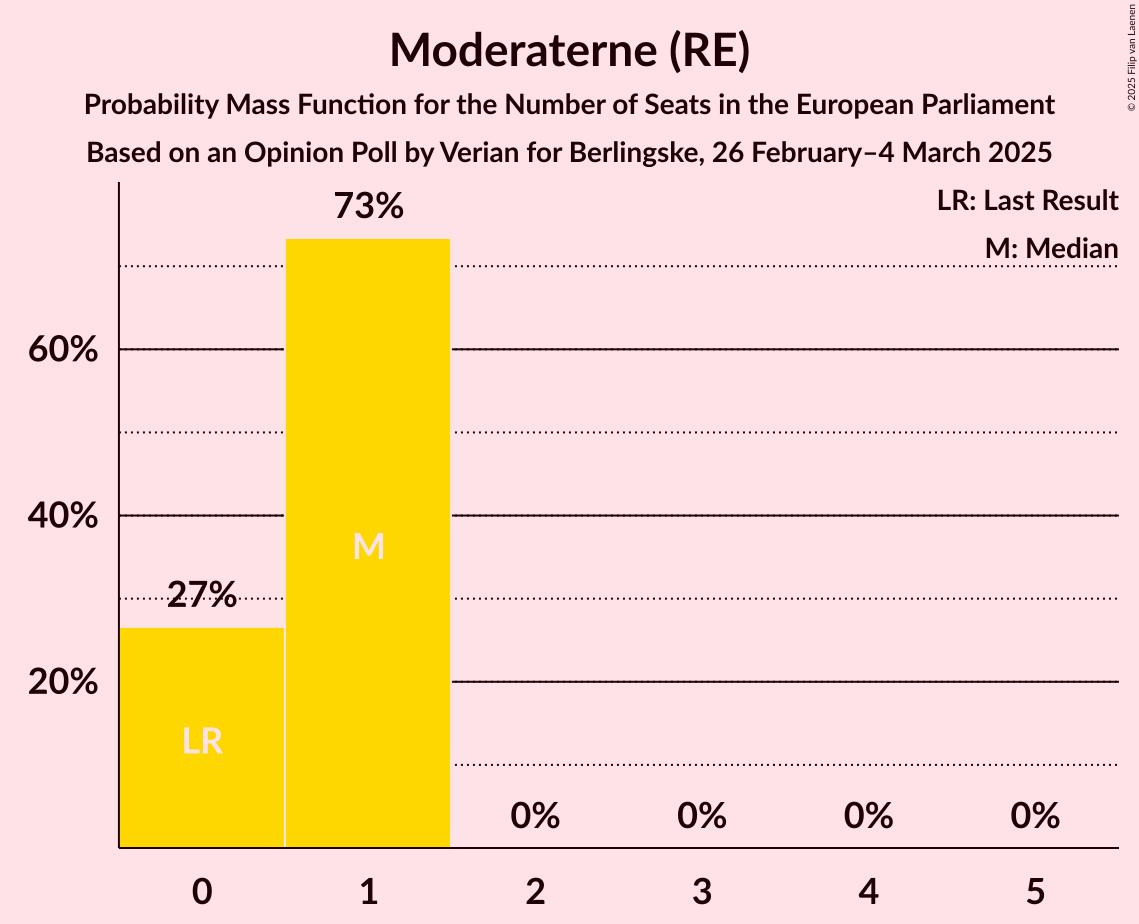 Moderaterne (RE)
Probability Mass Function for the Number of Seats in the European Parliament
Based on an Opinion Poll by Verian for Berlingske, 26 February–4 March 2025
© 2025 Filip van Laenen
LR: Last Result
M: Median
73%
60%
M
40%
27%
20%
LR
0% 0% 0% 0%
0 1 2 3 4 5